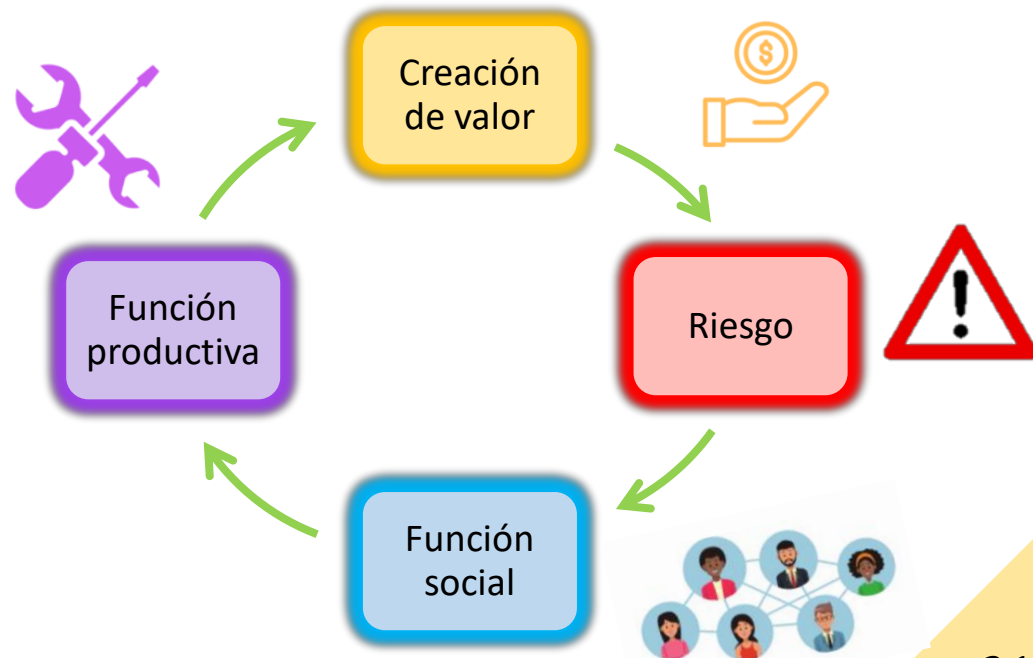 Creación
de valor
$
Riesgo
Función
productiva
Función
social